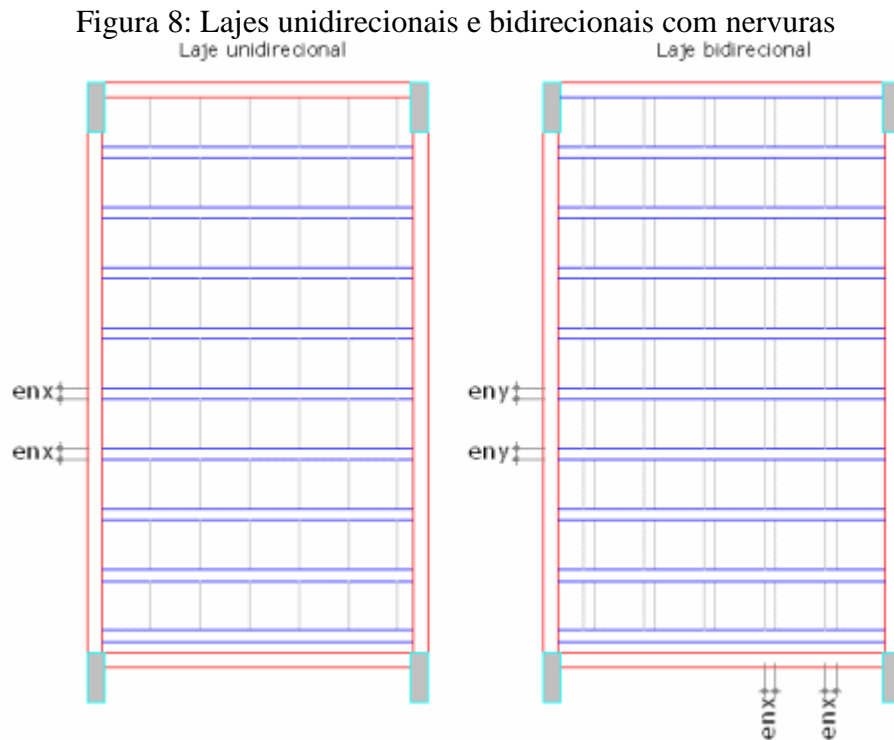 Figura 8: Lajes unidirecionais e bidirecionais com nervuras
Laje unidirecional
Laje bidirecional
enx
enx
eny
eny
enx
enx